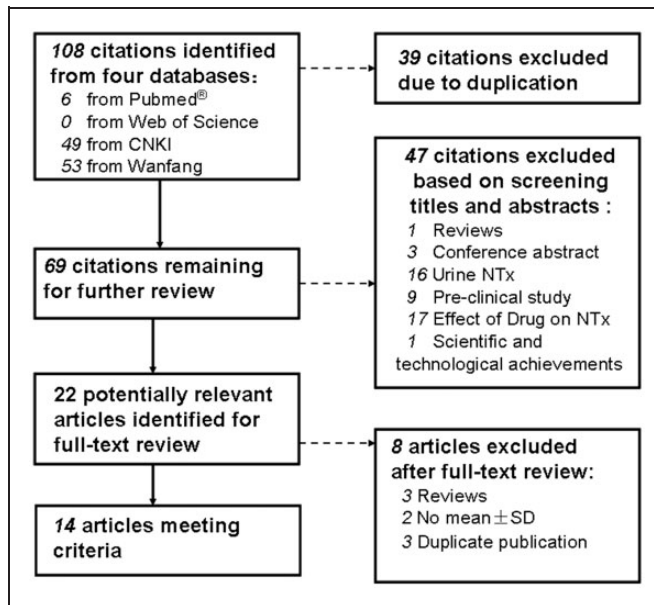 108 citations identified
from four databases：
6 from Pubmed®
0 from Web of Science
49 from CNKI
53 from Wanfang
39 citations excluded
due to duplication
47 citations excluded
based on screening
titles and abstracts :
1 Reviews
3 Conference abstract
16 Urine NTx
9 Pre-clinical study
17 Effect of Drug on NTx
1 Scientific and
technological achievements
69 citations remaining
for further review
22 potentially relevant
articles identified for
full-text review
8 articles excluded
after full-text review:
3 Reviews
2 No mean±SD
3 Duplicate publication
14 articles meeting
criteria